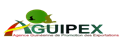 AGUIPEX
Agence Guinéenne de Promotion des Exportations